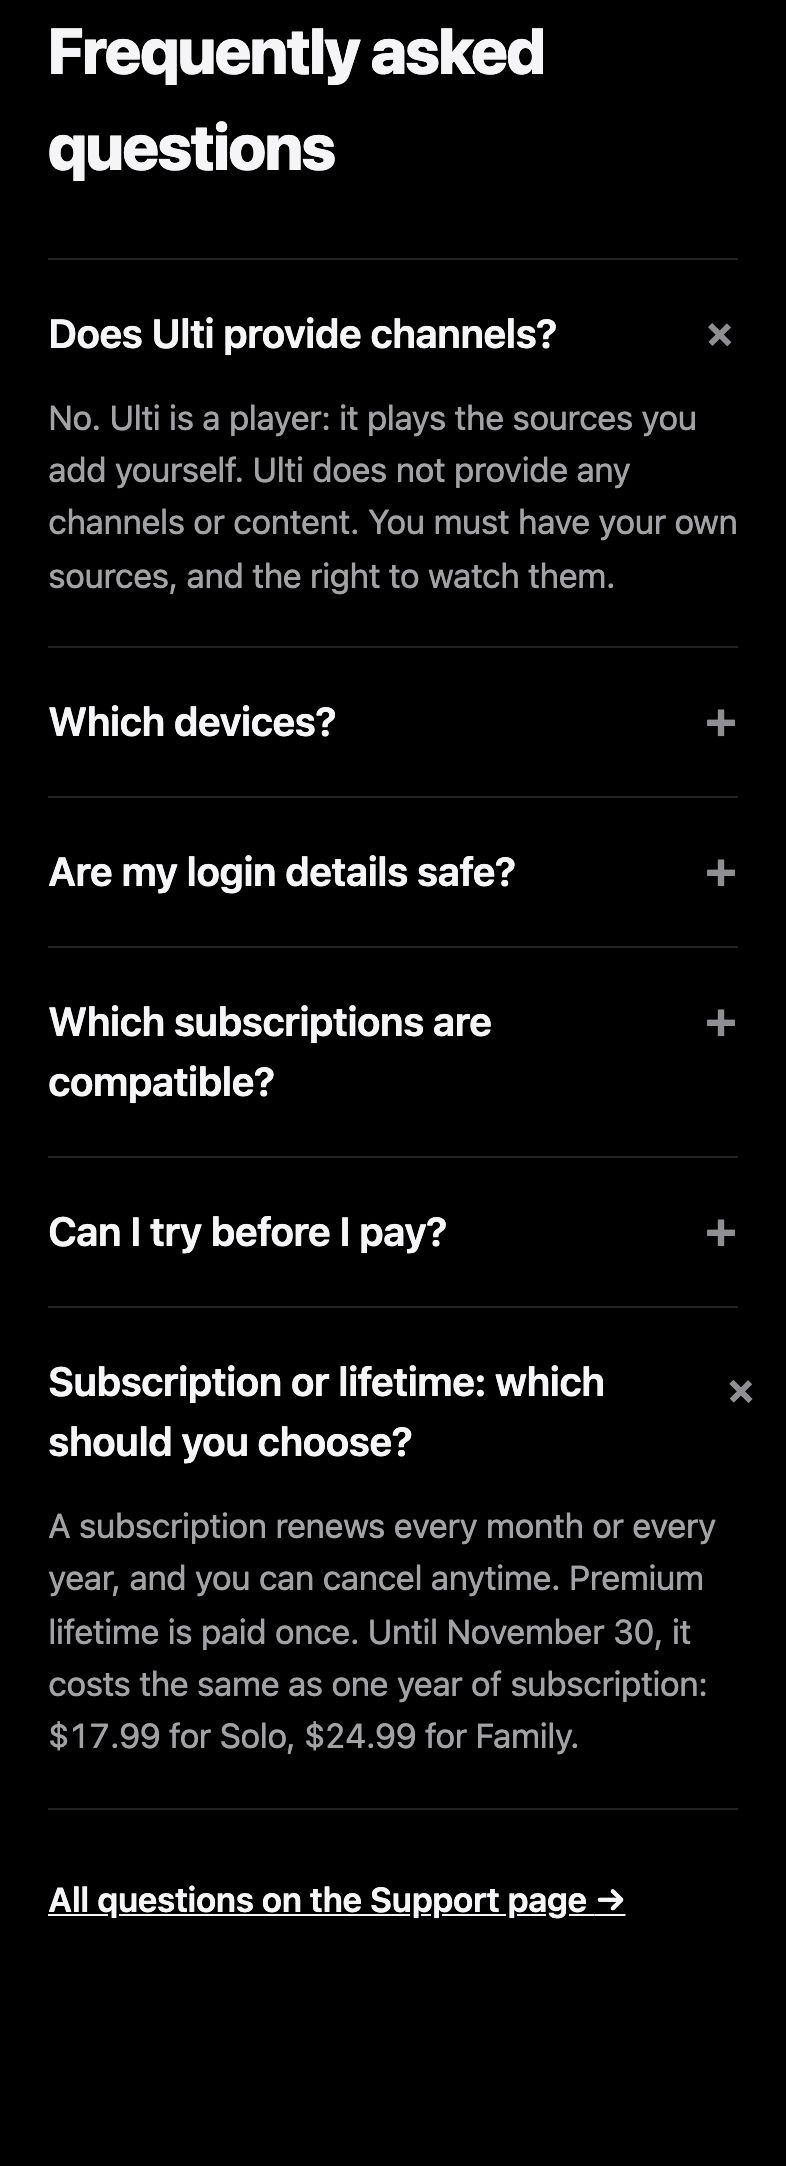 Frequently asked
questions
Does Ulti provide channels? ×
No. Ulti is a player: it plays the sources you
add yourself. Ulti does not provide any
channels or content. You must have your own
sources, and the right to watch them.
Which devices? +
Are my login details safe? +
Which subscriptions are +
compatible?
Can I try before I pay? +
Subscription or lifetime: which ×
should you choose?
A subscription renews every month or every
year, and you can cancel anytime. Premium
lifetime is paid once. Until November 30, it
costs the same as one year of subscription:
$17.99 for Solo, $24.99 for Family.
All questions on the Support page →